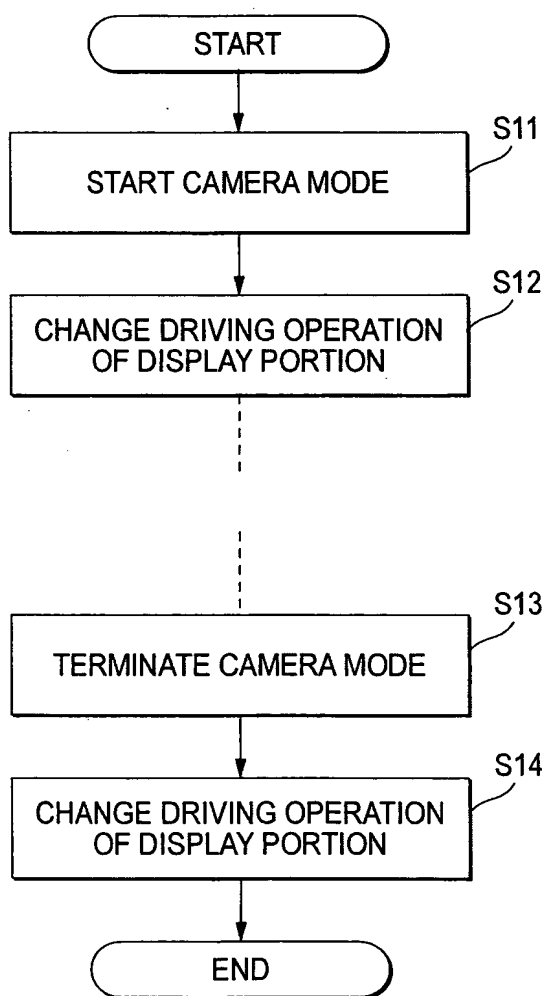 START
S11
START CAMERA MODE
S12
CHANGE DRIVING OPERATION
OF DISPLAY PORTION
S13
TERMINATE CAMERA MODE
S14
CHANGE DRIVING OPERATION
OF DISPLAY PORTION
END